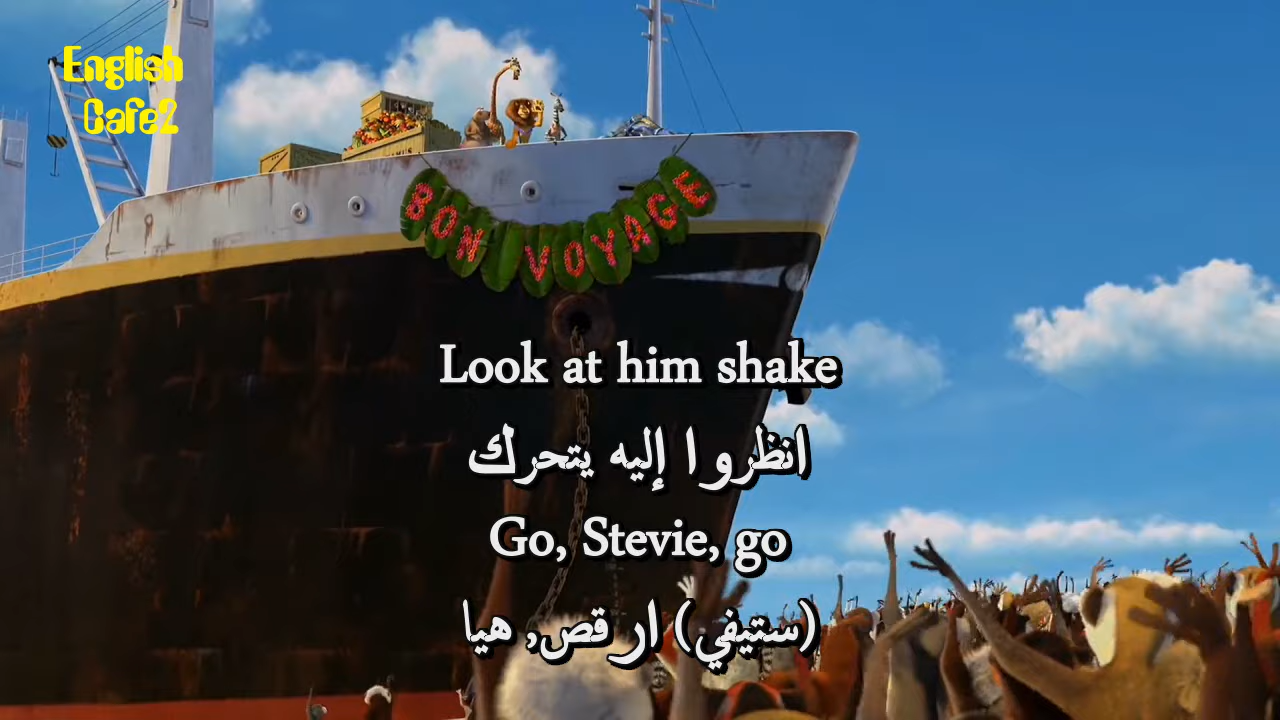 English
Cafe2
BON VOYAGE
Look at him shake
انظروا إليه يتحرك
Go, Stevie, go
(ستيفي) ارقص, هيا